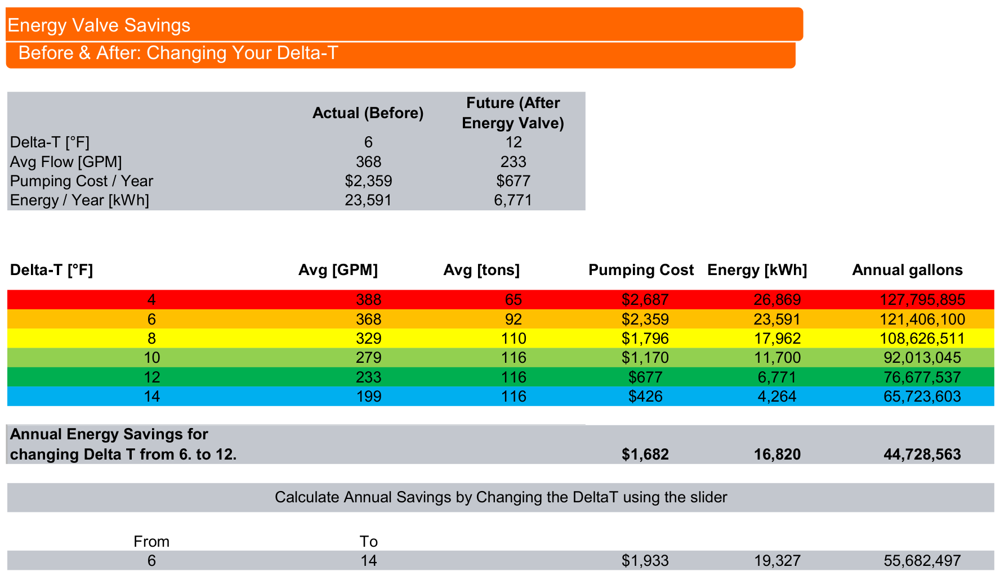 Energy Valve Savings
Before & After: Changing Your Delta-T
Actual (Before) Future (After Energy Valve)
Delta-T [°F] 6 12
Avg Flow [GPM] 368 233
Pumping Cost / Year $2,359 $677
Energy / Year [kWh] 23,591 6,771
Delta-T [°F] Avg [GPM] Avg [tons] Pumping Cost Energy [kWh] Annual gallons
4 388 65 $2,687 26,869 127,795,895
6 368 92 $2,359 23,591 121,406,100
8 329 110 $1,796 17,962 108,626,511
10 279 116 $1,170 11,700 92,013,045
12 233 116 $677 6,771 76,677,537
14 199 116 $426 4,264 65,723,603
Annual Energy Savings for
changing Delta T from 6. to 12. $1,682 16,820 44,728,563
Calculate Annual Savings by Changing the DeltaT using the slider
From To
6 14 $1,933 19,327 55,682,497